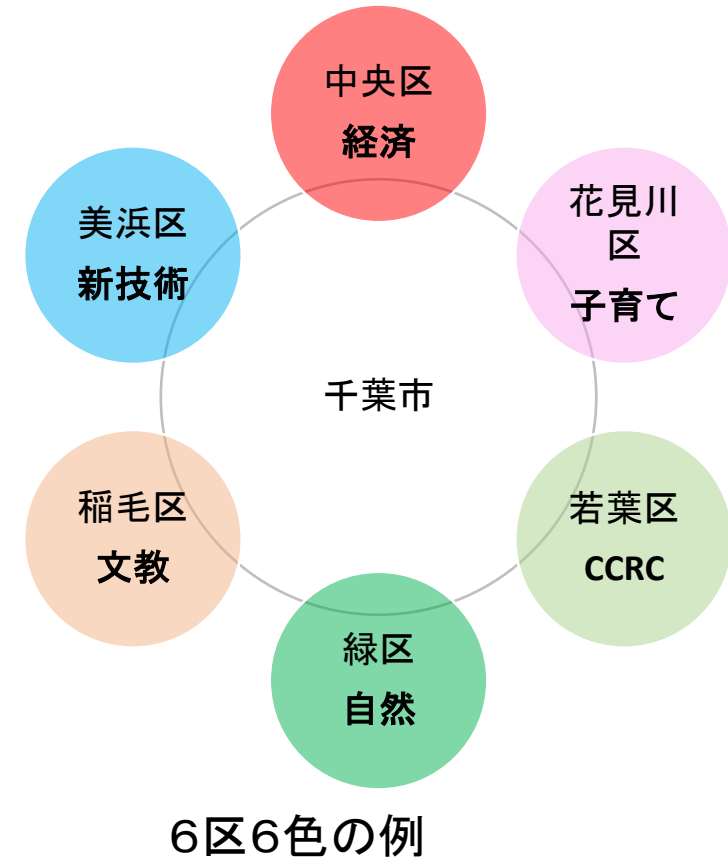 中央区
経済
花見川
区
子育て
美浜区
新技術
千葉市
若葉区
CCRC
稲毛区
文教
緑区
自然
６区６色の例